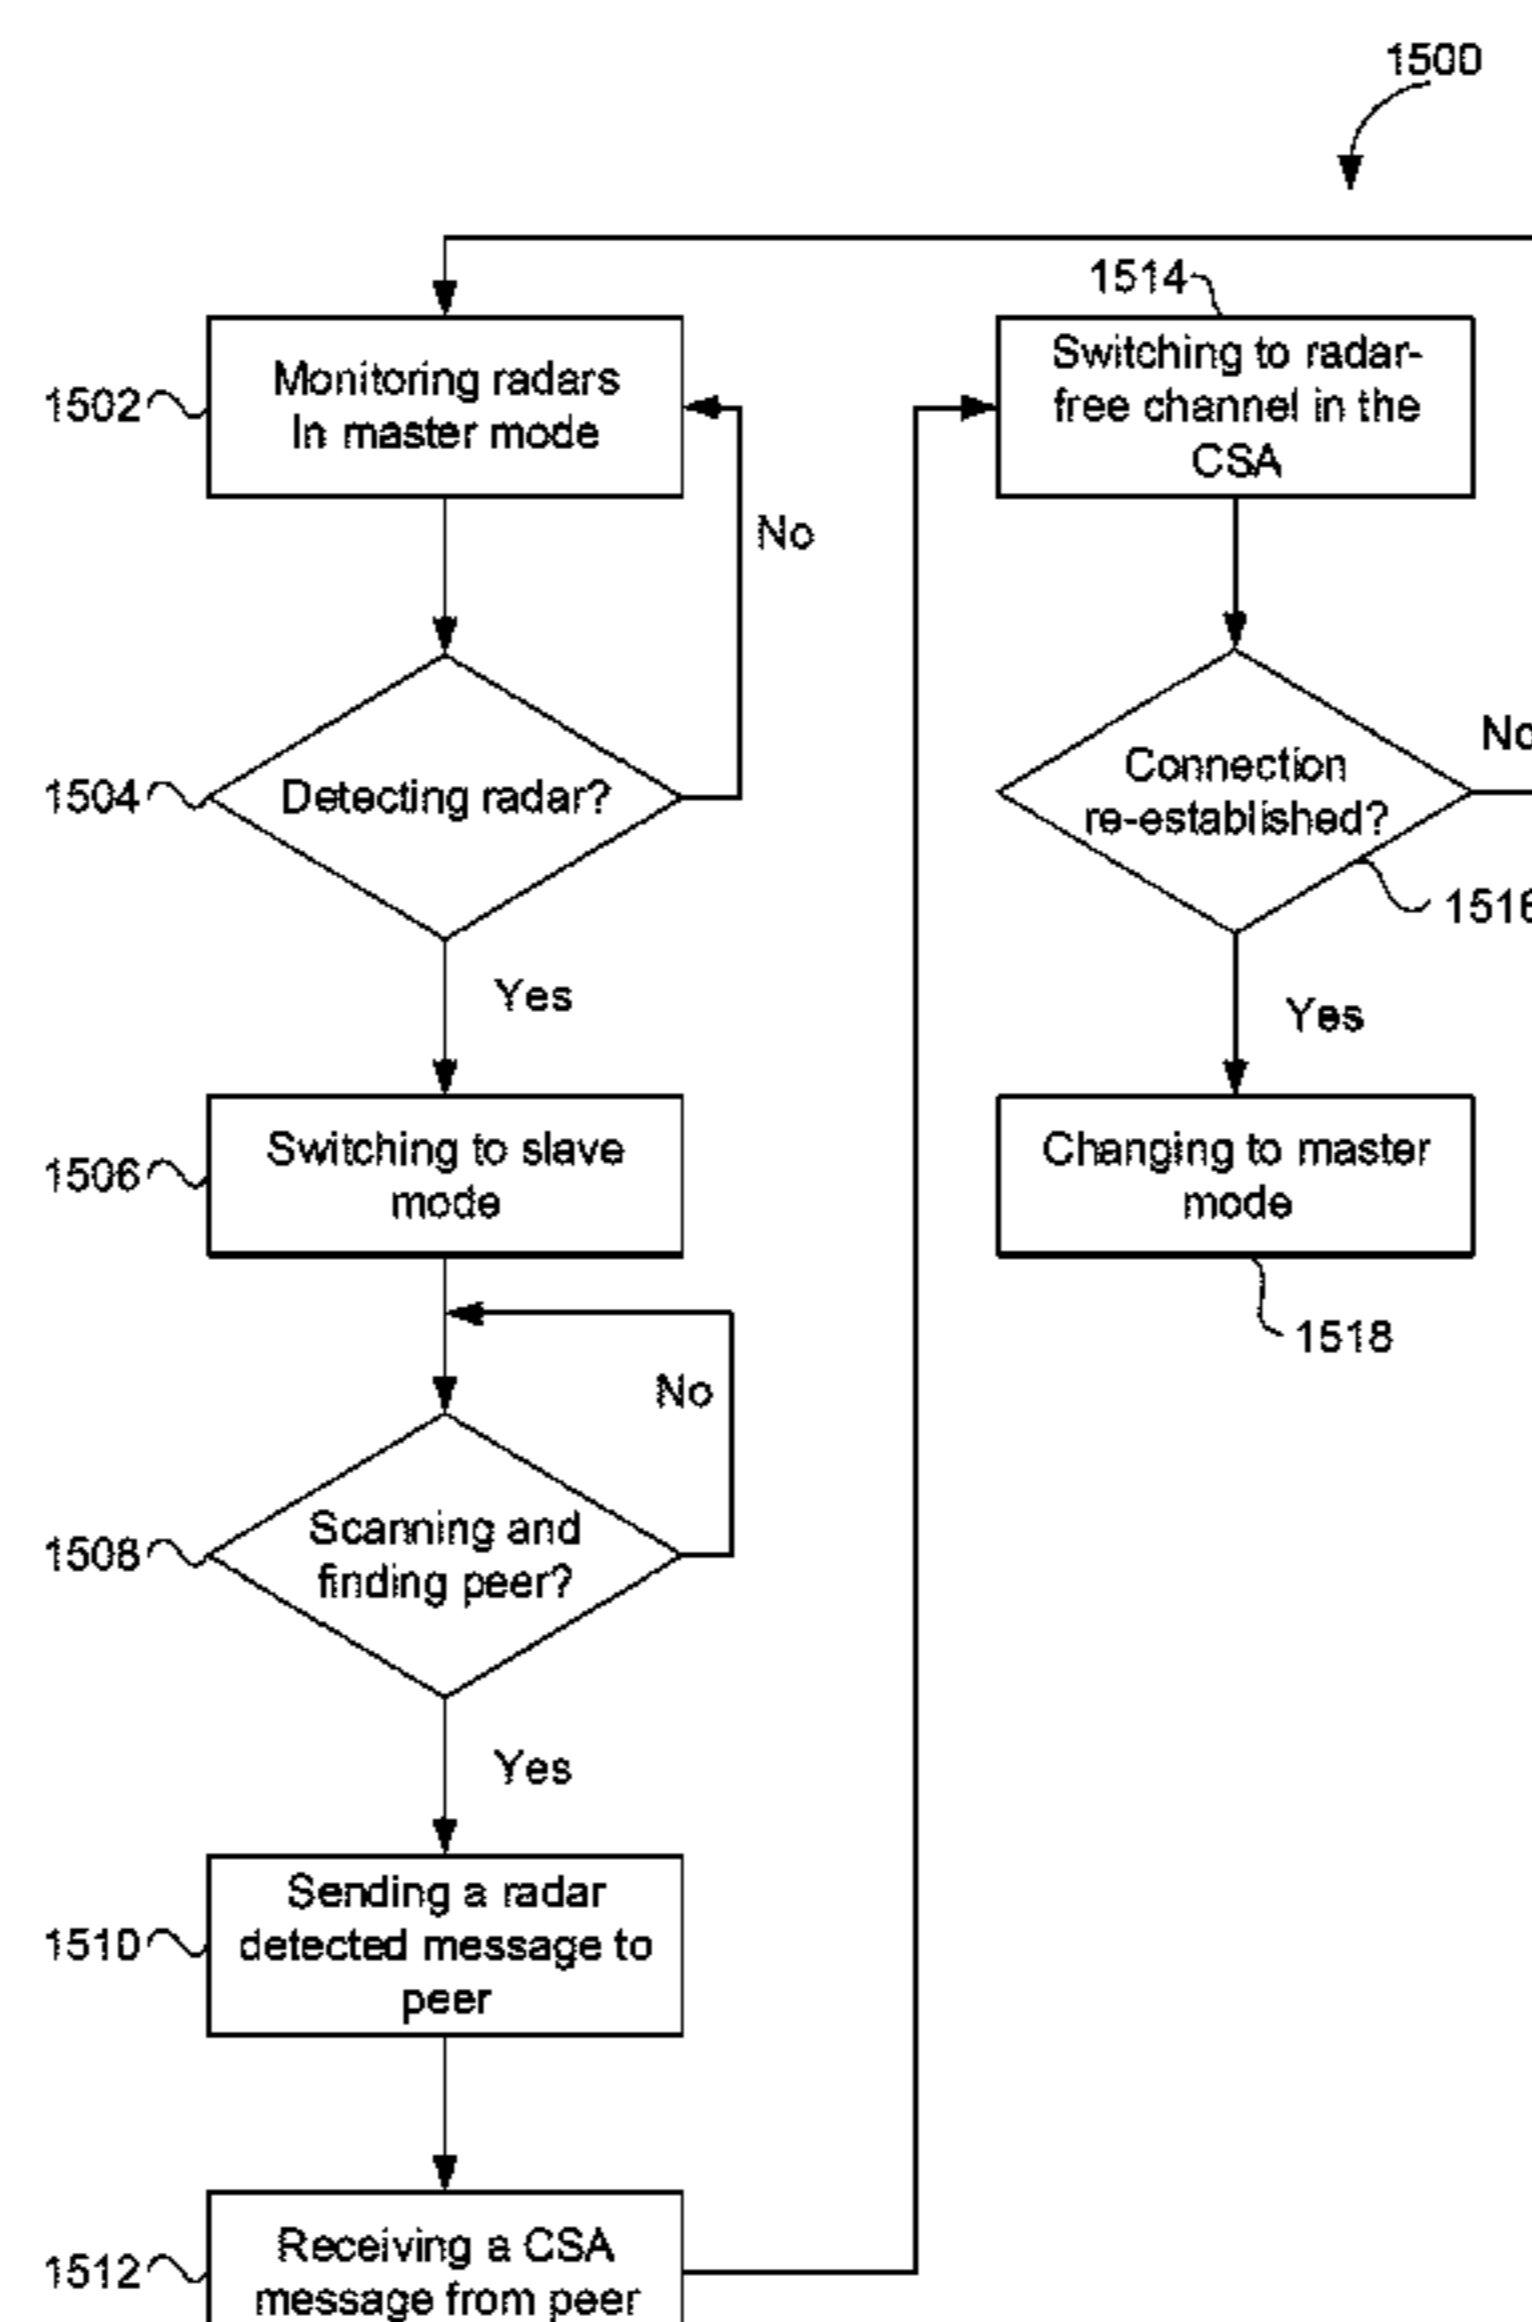 1500
1502
Monitoring radars
In master mode
No
1504
Detecting radar?
Yes
1506
Switching to slave
mode
No
1508
Scanning and
finding peer?
Yes
1510
Sending a radar
detected message to
peer
1512
Receiving a CSA
message from peer
1514
Switching to radar-
free channel in the
CSA
No
Connection
re-established?
1516
Yes
Changing to master
mode
1518